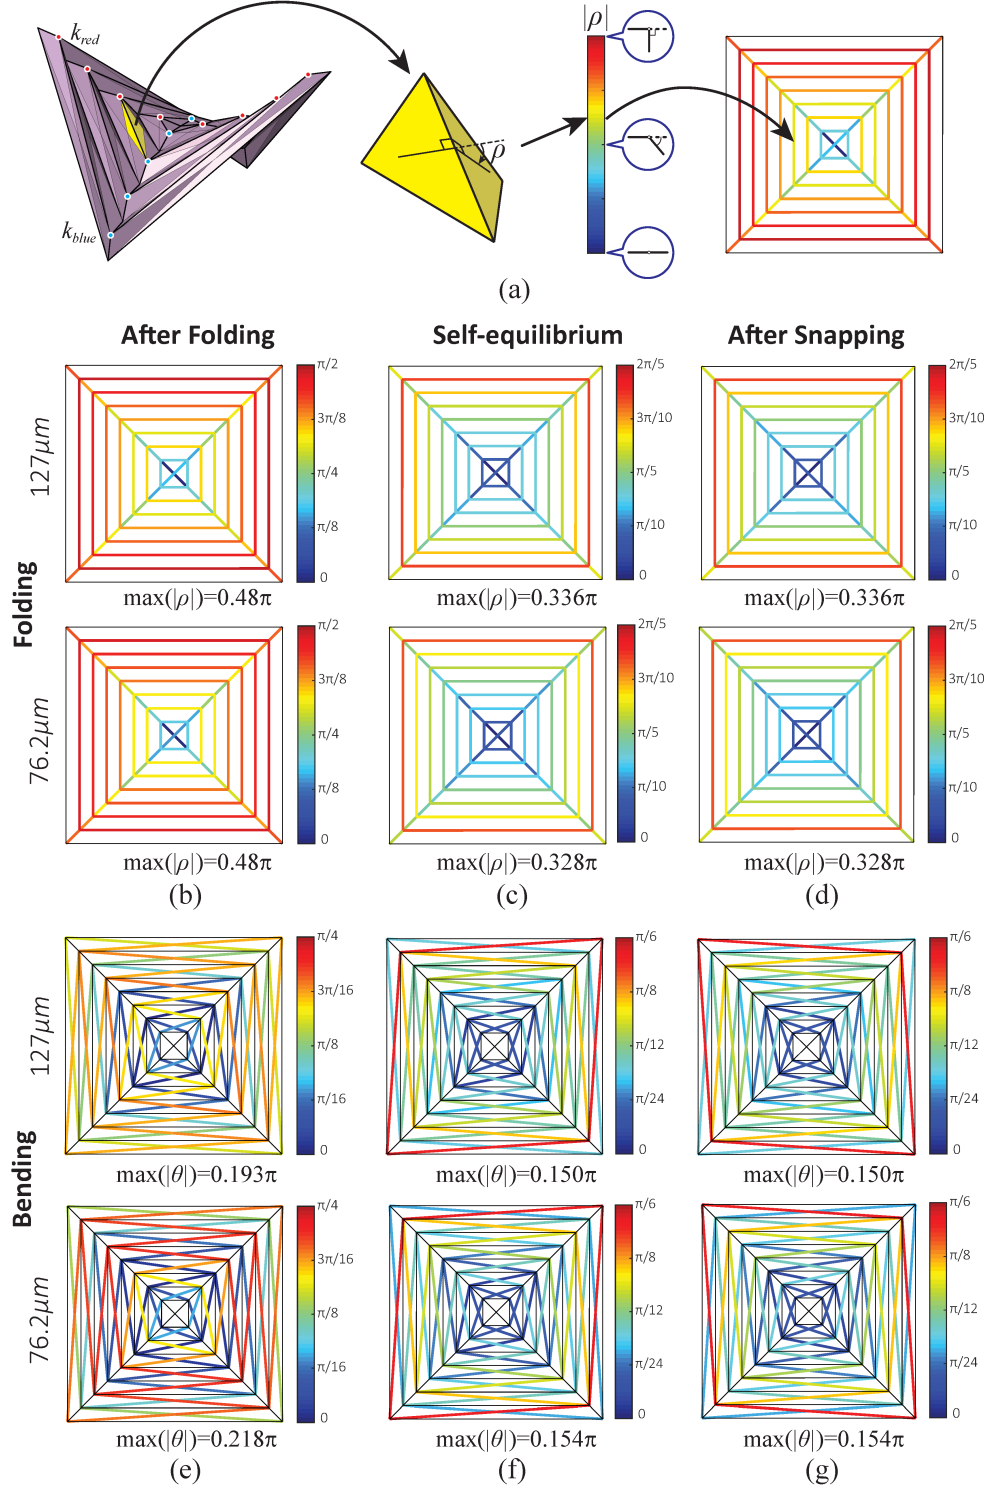 k_red
k_blue
ρ
|ρ|
(a)
After Folding
Self-equilibrium
After Snapping
Folding
127μm
π/2
3π/8
π/4
π/8
0
max(|ρ|)=0.48π
2π/5
3π/10
π/5
π/10
0
max(|ρ|)=0.336π
2π/5
3π/10
π/5
π/10
0
max(|ρ|)=0.336π
76.2μm
π/2
3π/8
π/4
π/8
0
max(|ρ|)=0.48π
2π/5
3π/10
π/5
π/10
0
max(|ρ|)=0.328π
2π/5
3π/10
π/5
π/10
0
max(|ρ|)=0.328π
(b)
(c)
(d)
Bending
127μm
π/4
3π/16
π/8
π/16
0
max(|θ|)=0.193π
π/6
π/8
π/12
π/24
0
max(|θ|)=0.150π
π/6
π/8
π/12
π/24
0
max(|θ|)=0.150π
76.2μm
π/4
3π/16
π/8
π/16
0
max(|θ|)=0.218π
π/6
π/8
π/12
π/24
0
max(|θ|)=0.154π
π/6
π/8
π/12
π/24
0
max(|θ|)=0.154π
(e)
(f)
(g)